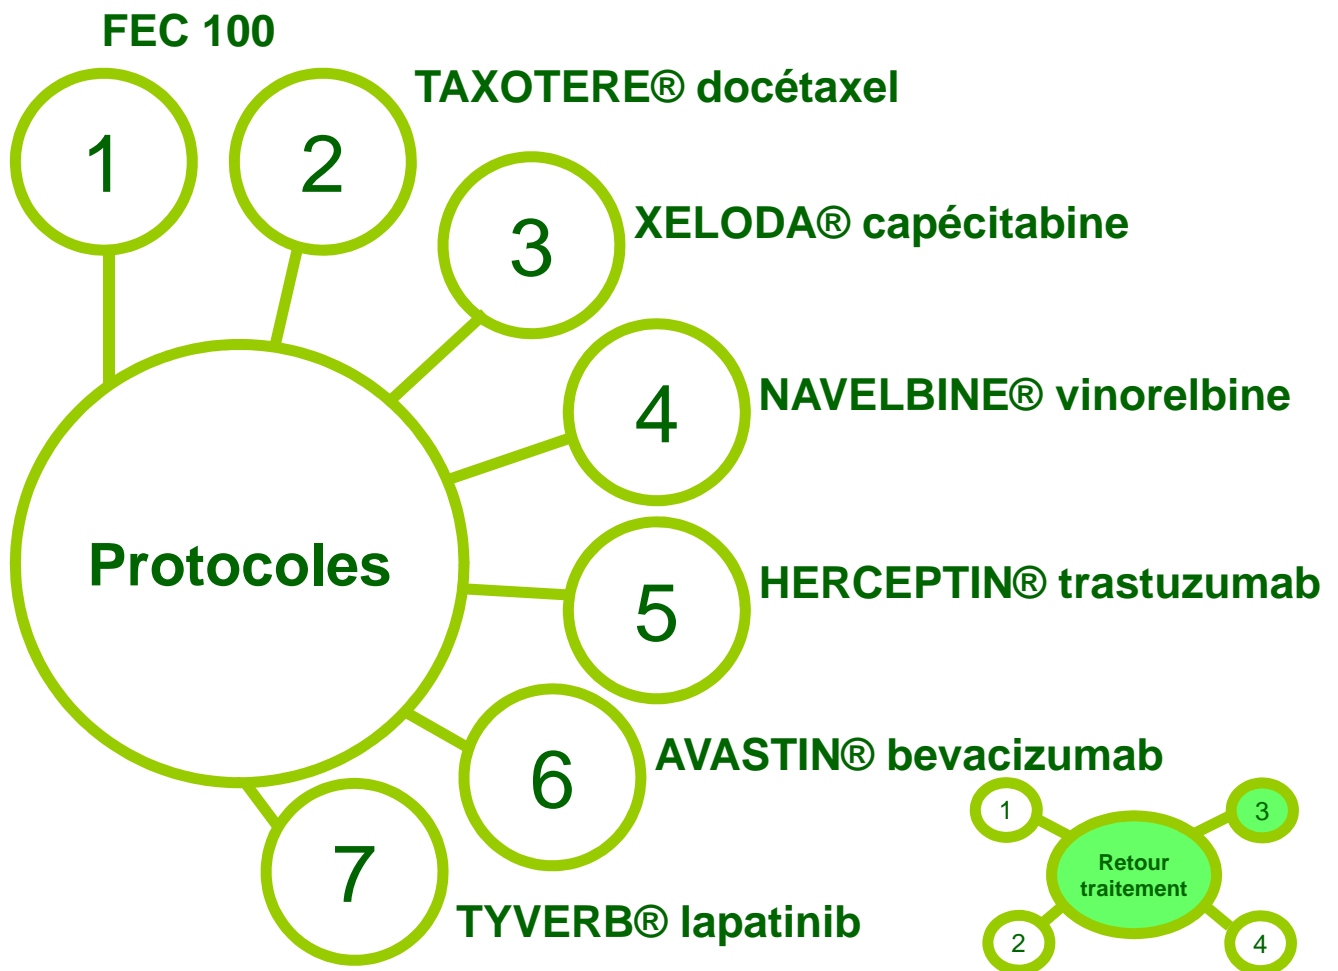 FEC 100
1
2
TAXOTERE® docétaxel
3
XELODA® capécitabine
4
NAVELBINE® vinorelbine
Protocoles
5
HERCEPTIN® trastuzumab
6
AVASTIN® bevacizumab
7
TYVERB® lapatinib
1
3
Retour
traitement
2
4